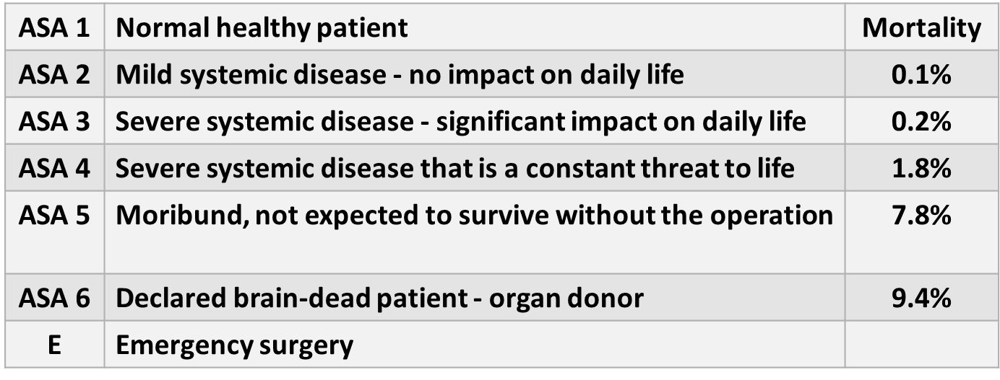 ASA 1 Normal healthy patient Mortality
ASA 2 Mild systemic disease - no impact on daily life 0.1%
ASA 3 Severe systemic disease - significant impact on daily life 0.2%
ASA 4 Severe systemic disease that is a constant threat to life 1.8%
ASA 5 Moribund, not expected to survive without the operation 7.8%
ASA 6 Declared brain-dead patient - organ donor 9.4%
E Emergency surgery